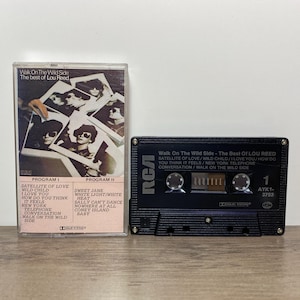 Walk On The Wild Side
The best of Lou Reed
PROGRAM I
SATELLITE OF LOVE
WILD CHILD
I LOVE YOU
HOW DO YOU THINK
IT FEELS
NEW YORK
TELEPHONE
CONVERSATION
WALK ON THE WILD
SIDE
PROGRAM II
SWEET JANE
WHITE LIGHT/WHITE
HEAT
SALLY CAN'T DANCE
NOWHERE AT ALL
CONEY ISLAND
BABY
RCA
Walk On The Wild Side - The Best Of LOU REED
SATELLITE OF LOVE / WILD CHILD / I LOVE YOU / HOW DO
YOU THINK IT FEELS / NEW YORK TELEPHONE
CONVERSATION / WALK ON THE WILD SIDE
1
AYK1-
3753